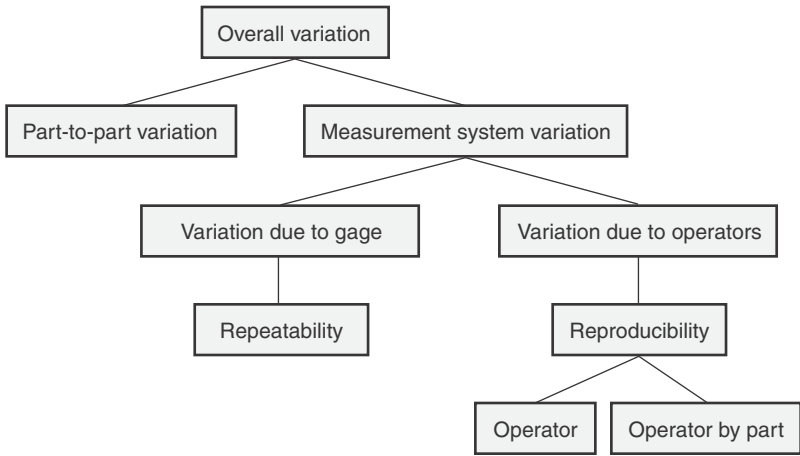 Overall variation
Part-to-part variation
Measurement system variation
Variation due to gage
Variation due to operators
Repeatability
Reproducibility
Operator
Operator by part